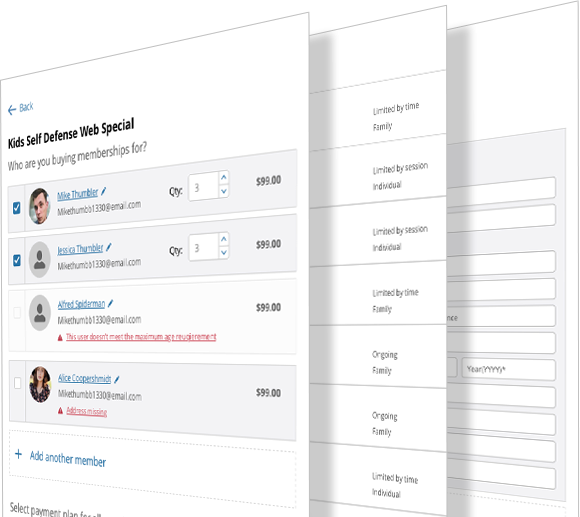 Back
Kids Self Defense Web Special
Who are you buying memberships for?
Mike Thumbler
Mikethumbb1330@email.com
Qty: 3
$99.00
Jessica Thumbler
Mikethumbb1330@email.com
Qty: 3
$99.00
Alfred Spiderman
Mikethumbb1330@email.com
$99.00
This user doesn't meet the maximum age requierement
Alice Coopershmidt
Mikethumbb1330@email.com
$99.00
Address missing
+ Add another member
Select payment plan for
Limited by time
Family
Limited by session
Individual
Limited by session
Individual
Limited by time
Family
Ongoing
Family
Ongoing
Family
Limited by time
Individual
nce
Year(YYYY)*